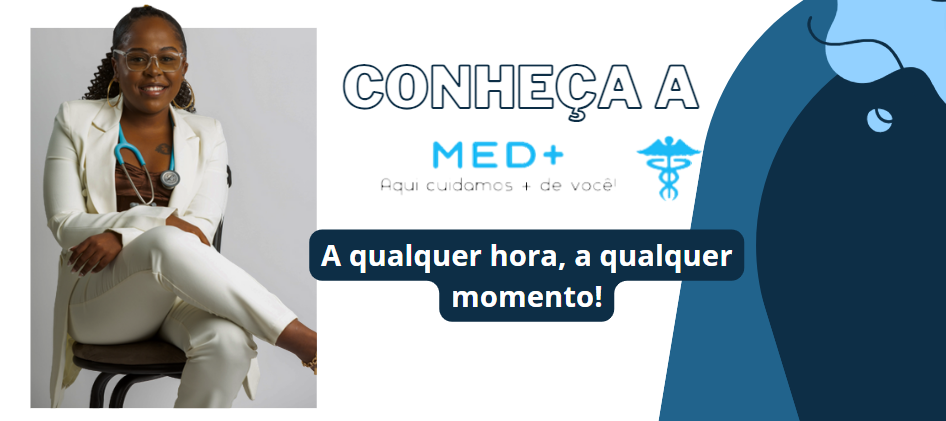 CONHEÇA A
MED+
Aqui cuidamos + de você!
A qualquer hora, a qualquer
momento!